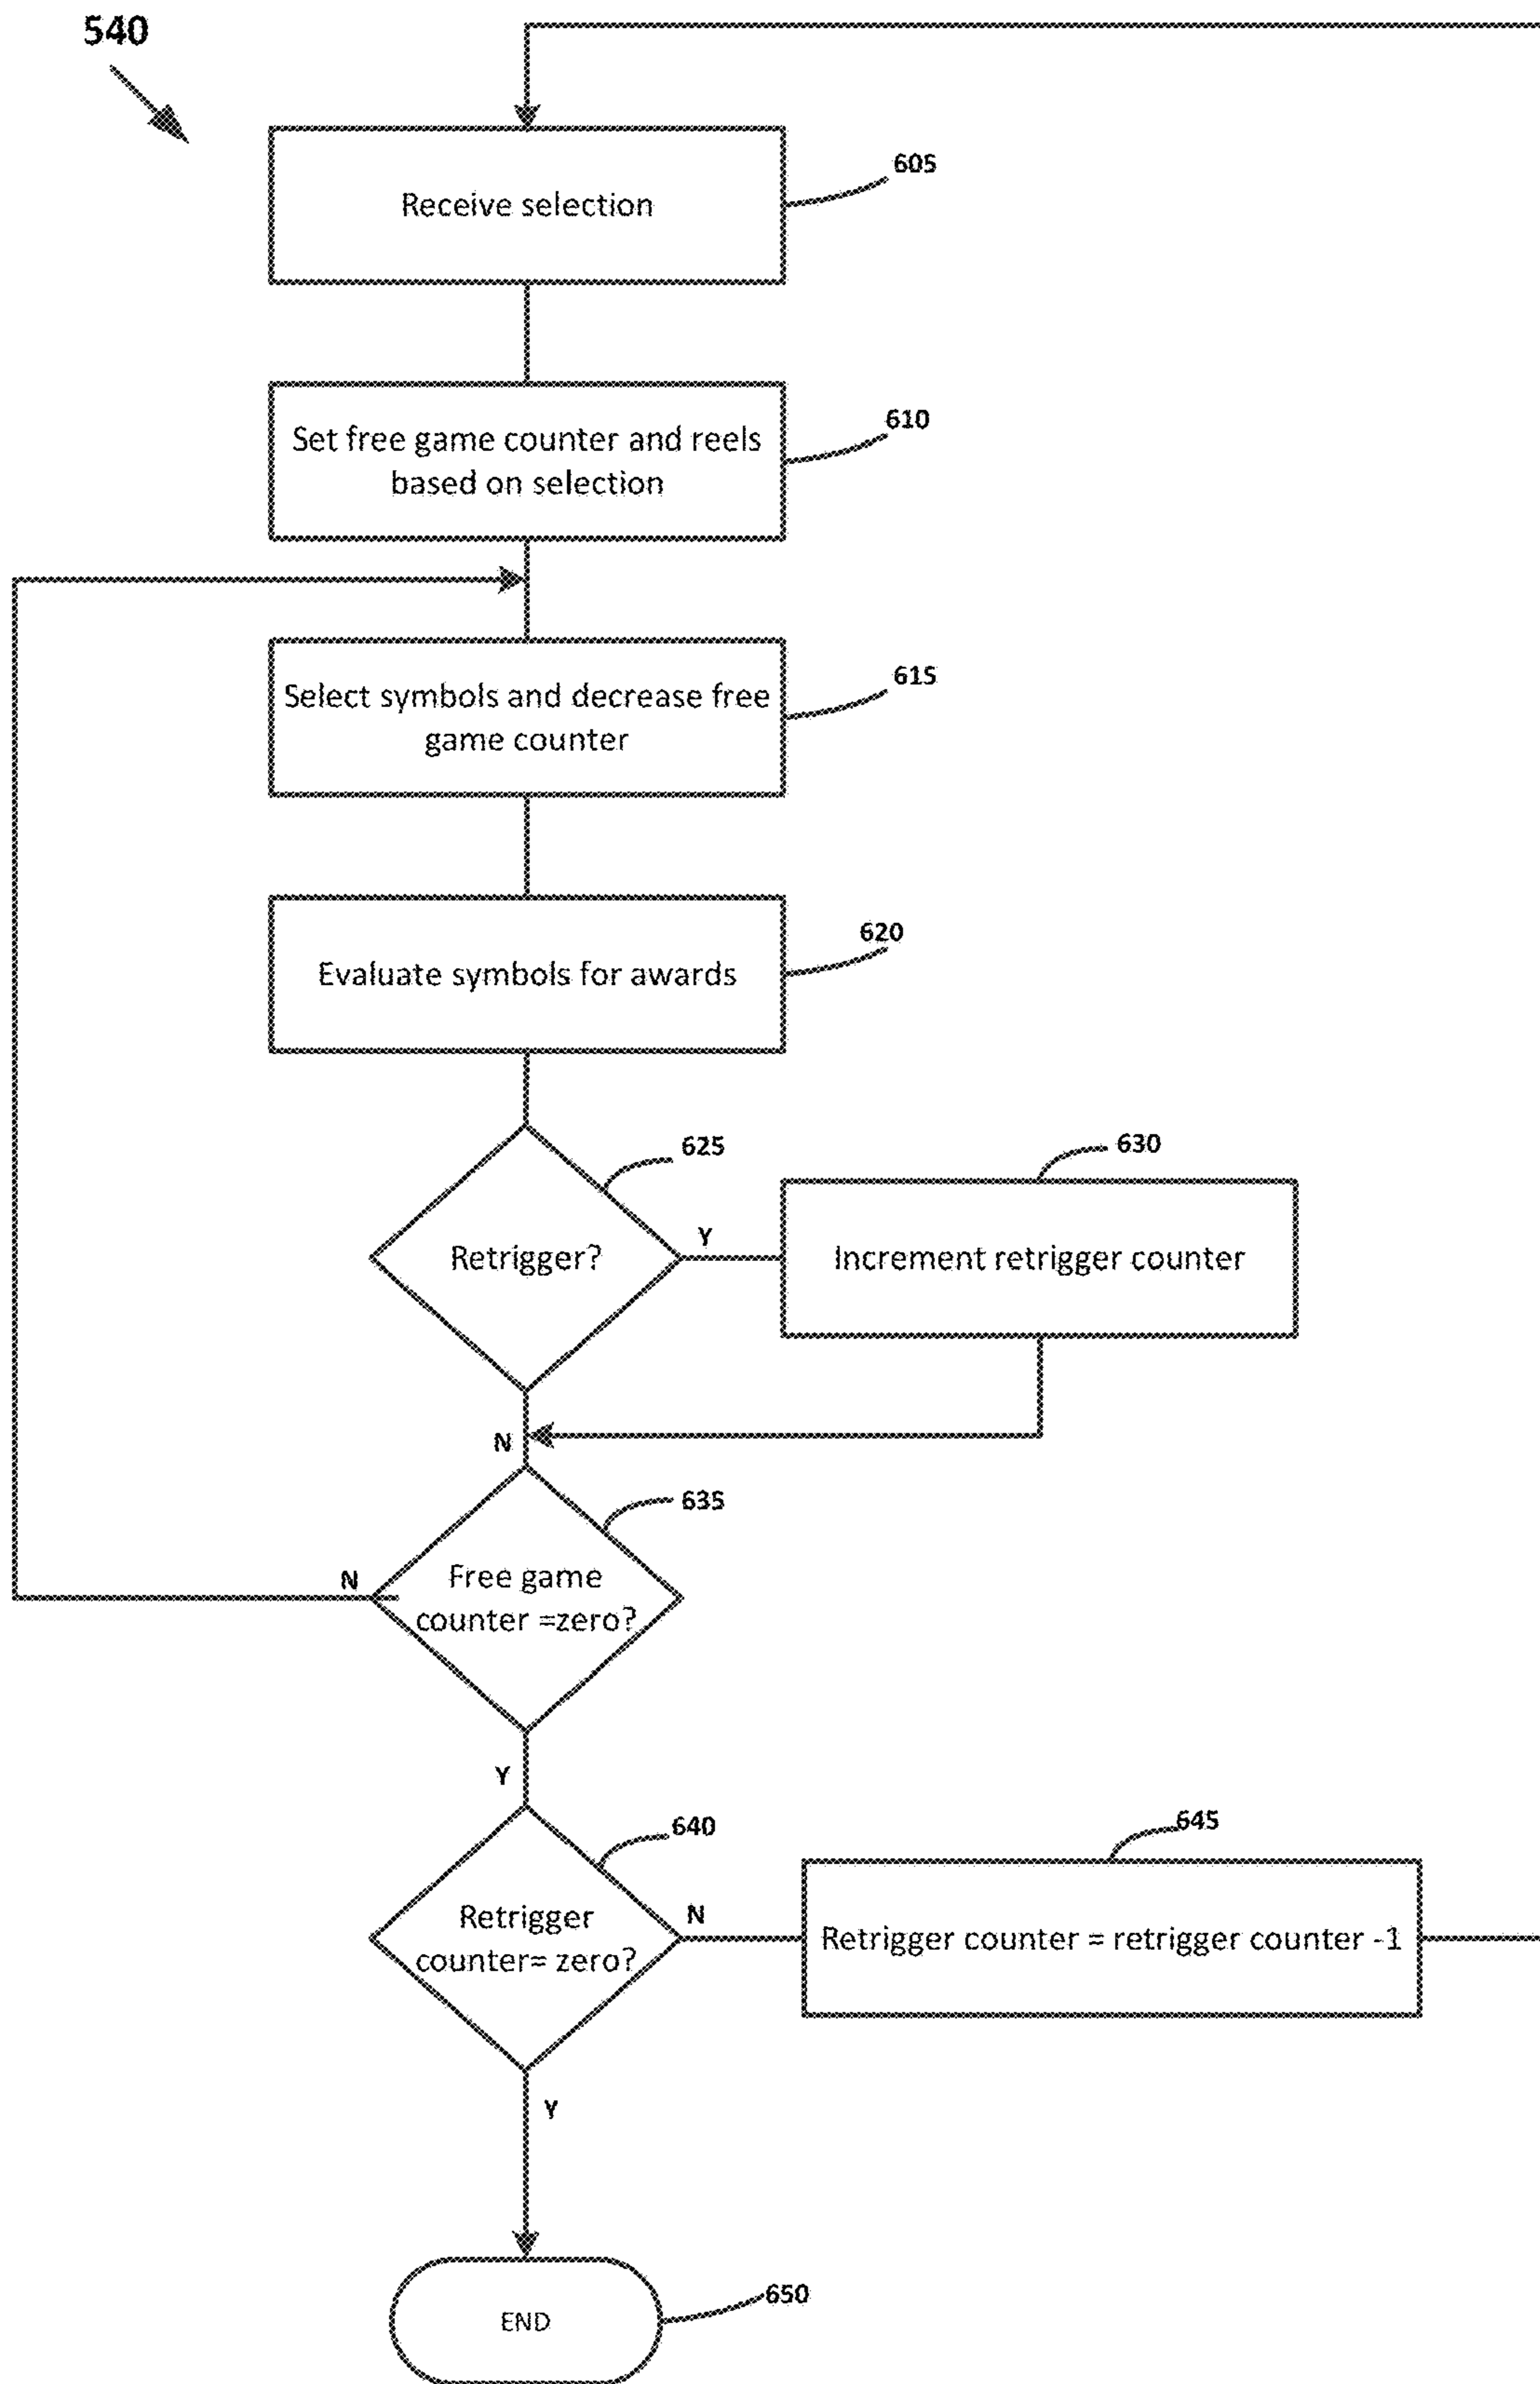 540
605
Receive selection
610
Set free game counter and reels
based on selection
615
Select symbols and decrease free
game counter
620
Evaluate symbols for awards
625
630
Retrigger?
Y
Increment retrigger counter
N
635
Free game
counter =zero?
N
Y
640
645
Retrigger
counter= zero?
N
Retrigger counter = retrigger counter -1
Y
END
650